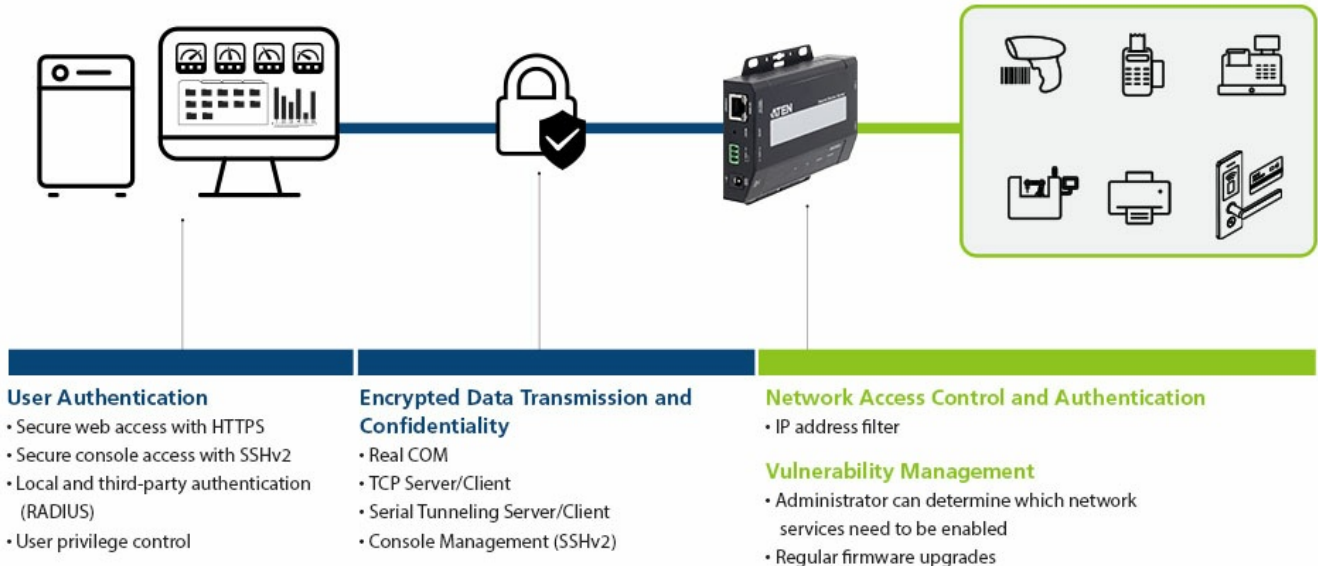 ATEN
User Authentication
• Secure web access with HTTPS
• Secure console access with SSHv2
• Local and third-party authentication
(RADIUS)
• User privilege control
Encrypted Data Transmission and
Confidentiality
• Real COM
• TCP Server/Client
• Serial Tunneling Server/Client
• Console Management (SSHv2)
Network Access Control and Authentication
• IP address filter
Vulnerability Management
• Administrator can determine which network
services need to be enabled
• Regular firmware upgrades